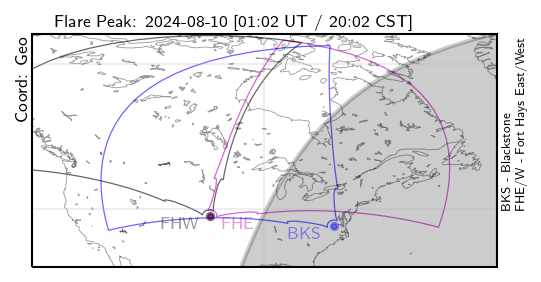 Flare Peak: 2024-08-10 [01:02 UT / 20:02 CST]
Coord: Geo
FHW
FHE
BKS
BKS - Blackstone
FHE/W - Fort Hays East/West